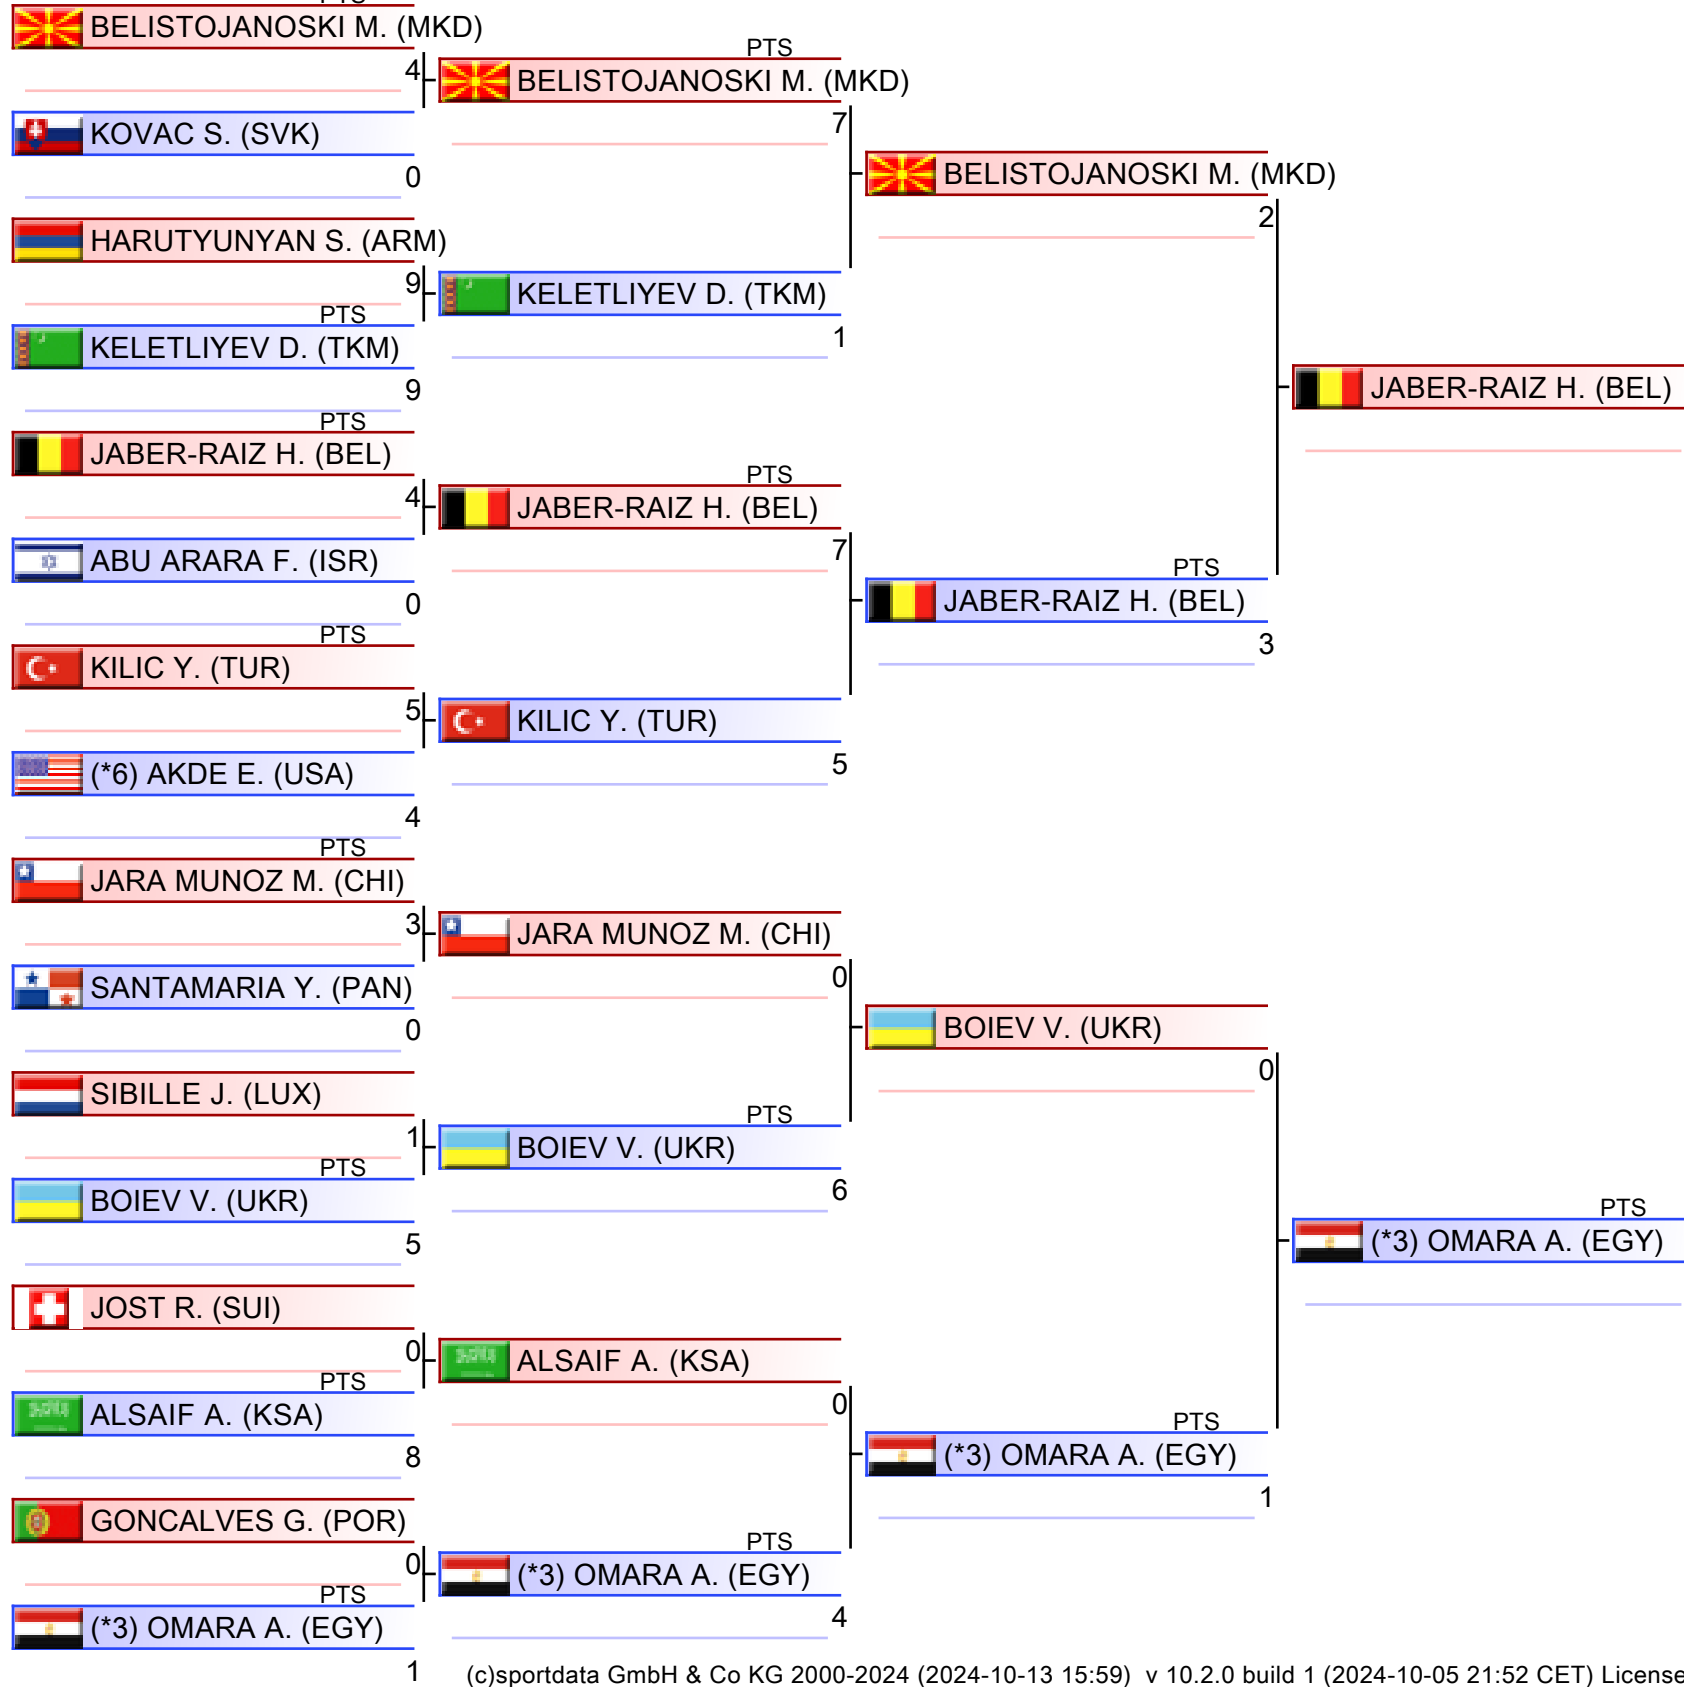 PTS
BELISTOJANOSKI M. (MKD)
4
KOVAC S. (SVK)
0
HARUTYUNYAN S. (ARM)
9
PTS
KELETLIYEV D. (TKM)
9
PTS
JABER-RAIZ H. (BEL)
4
ABU ARARA F. (ISR)
0
PTS
KILIC Y. (TUR)
5
(*6) AKDE E. (USA)
4
PTS
JARA MUNOZ M. (CHI)
3
SANTAMARIA Y. (PAN)
0
SIBILLE J. (LUX)
1
PTS
BOIEV V. (UKR)
5
JOST R. (SUI)
0
PTS
ALSAIF A. (KSA)
8
GONCALVES G. (POR)
0
PTS
(*3) OMARA A. (EGY)
1
PTS
BELISTOJANOSKI M. (MKD)
7
KELETLIYEV D. (TKM)
1
PTS
JABER-RAIZ H. (BEL)
7
KILIC Y. (TUR)
5
JARA MUNOZ M. (CHI)
0
PTS
BOIEV V. (UKR)
6
ALSAIF A. (KSA)
0
PTS
(*3) OMARA A. (EGY)
4
BELISTOJANOSKI M. (MKD)
2
PTS
JABER-RAIZ H. (BEL)
3
BOIEV V. (UKR)
0
PTS
(*3) OMARA A. (EGY)
1
JABER-RAIZ H. (BEL)
PTS
(*3) OMARA A. (EGY)
(c)sportdata GmbH & Co KG 2000-2024 (2024-10-13 15:59) v 10.2.0 build 1 (2024-10-05 21:52 CET) License